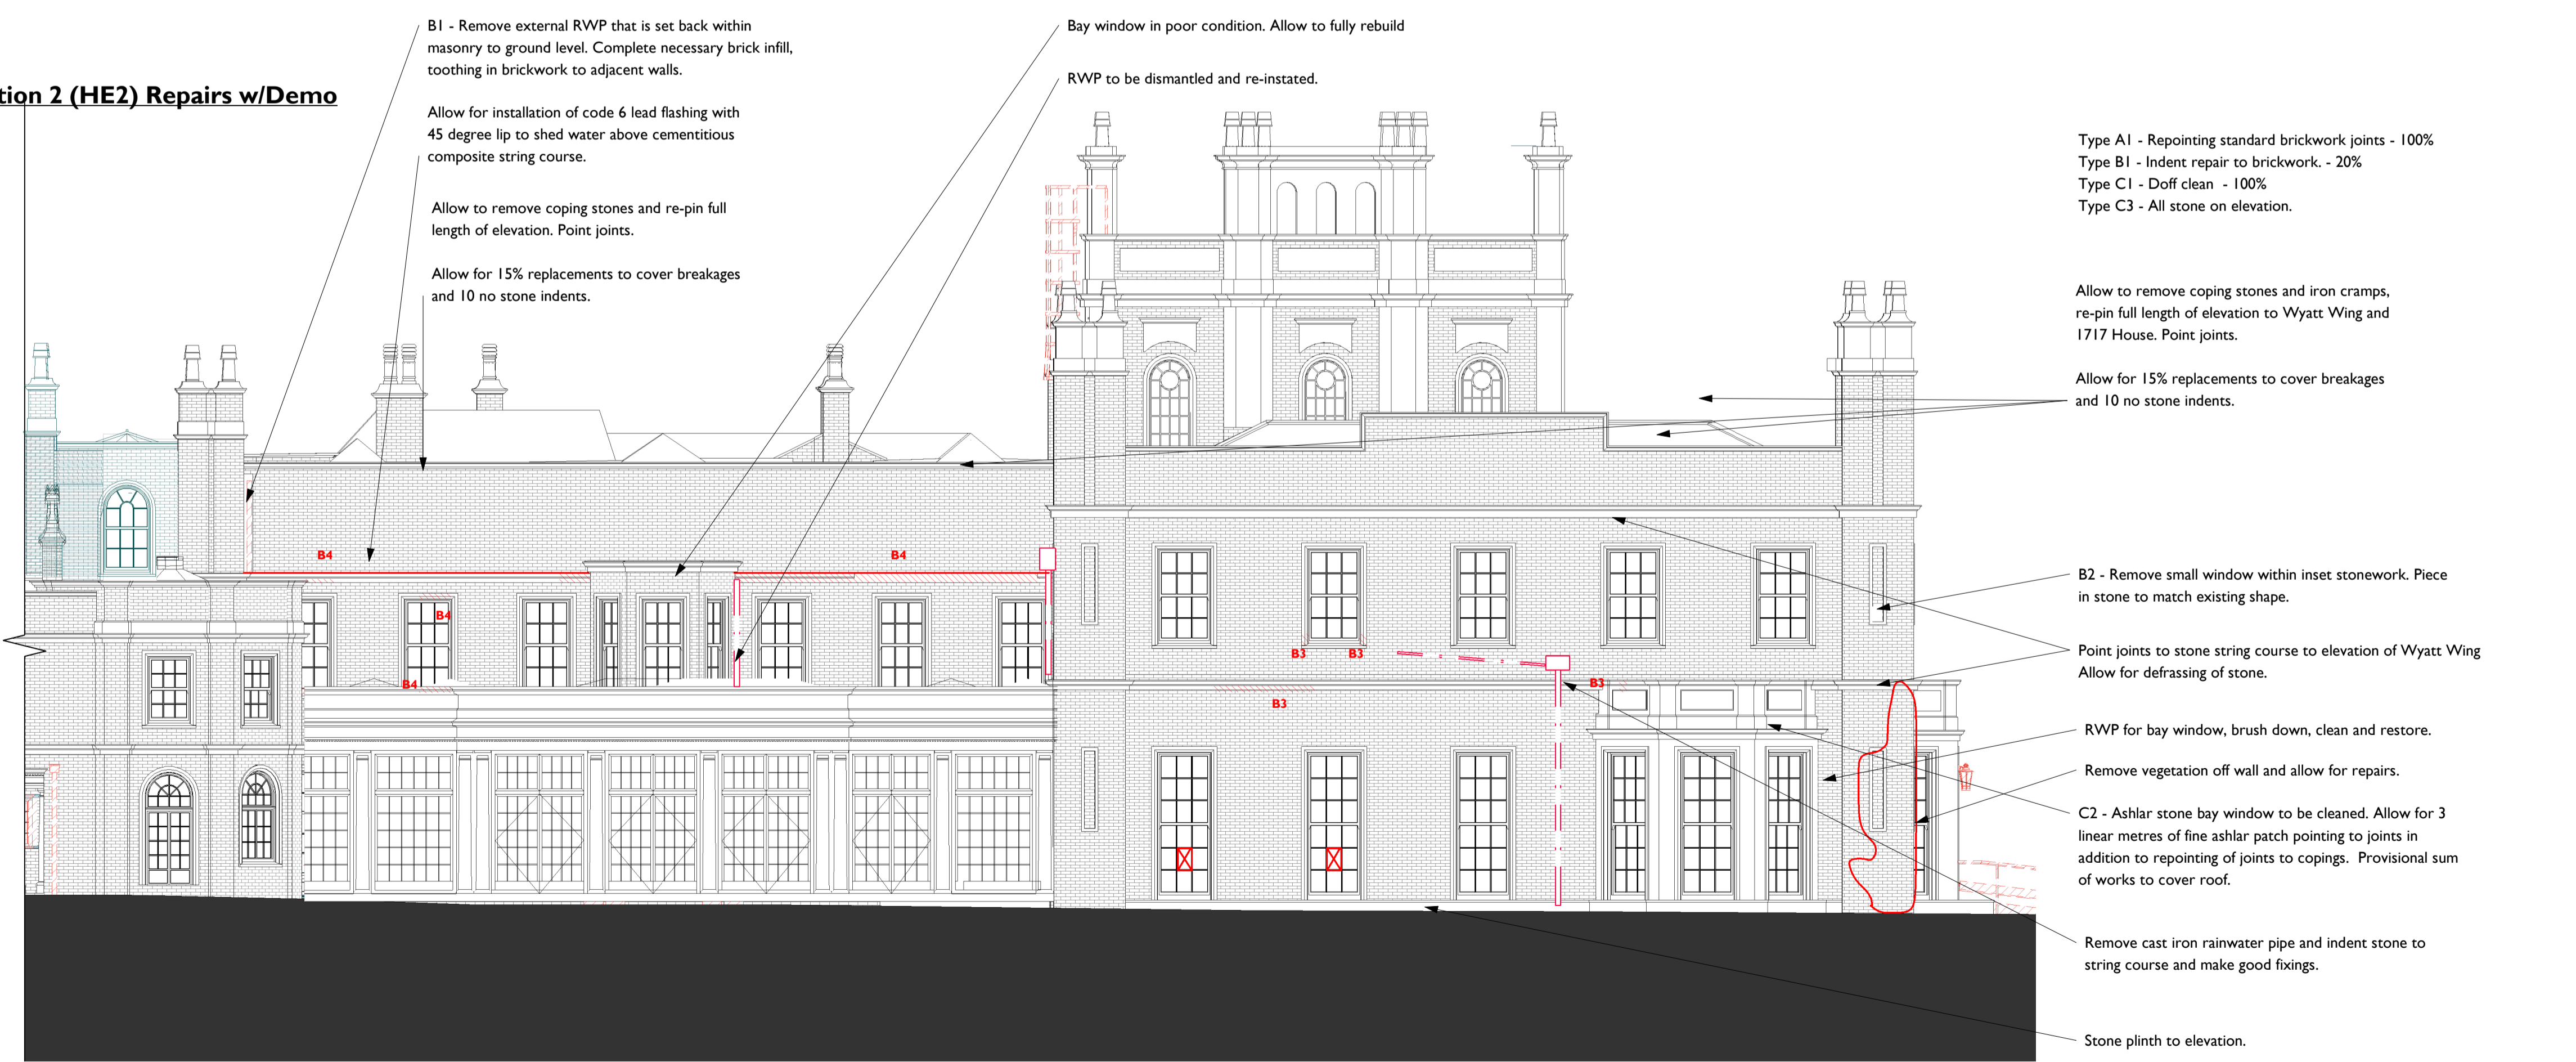 B1 - Remove external RWP that is set back within
masonry to ground level. Complete necessary brick infill,
toothing in brickwork to adjacent walls.
Bay window in poor condition. Allow to fully rebuild
RWP to be dismantled and re-instated.
tion 2 (HE2) Repairs w/Demo
Allow for installation of code 6 lead flashing with
45 degree lip to shed water above cementitious
composite string course.
Allow to remove coping stones and re-pin full
length of elevation. Point joints.
Allow for 15% replacements to cover breakages
and 10 no stone indents.
Type A1 - Repointing standard brickwork joints - 100%
Type B1 - Indent repair to brickwork. - 20%
Type C1 - Doff clean - 100%
Type C3 - All stone on elevation.
Allow to remove coping stones and iron cramps,
re-pin full length of elevation to Wyatt Wing and
1717 House. Point joints.
Allow for 15% replacements to cover breakages
and 10 no stone indents.
B4
B4
B4
B4
B3
B3
B3
B3
B2 - Remove small window within inset stonework. Piece
in stone to match existing shape.
Point joints to stone string course to elevation of Wyatt Wing
Allow for defrassing of stone.
RWP for bay window, brush down, clean and restore.
Remove vegetation off wall and allow for repairs.
C2 - Ashlar stone bay window to be cleaned. Allow for 3
linear metres of fine ashlar patch pointing to joints in
addition to repointing of joints to copings. Provisional sum
of works to cover roof.
Remove cast iron rainwater pipe and indent stone to
string course and make good fixings.
Stone plinth to elevation.